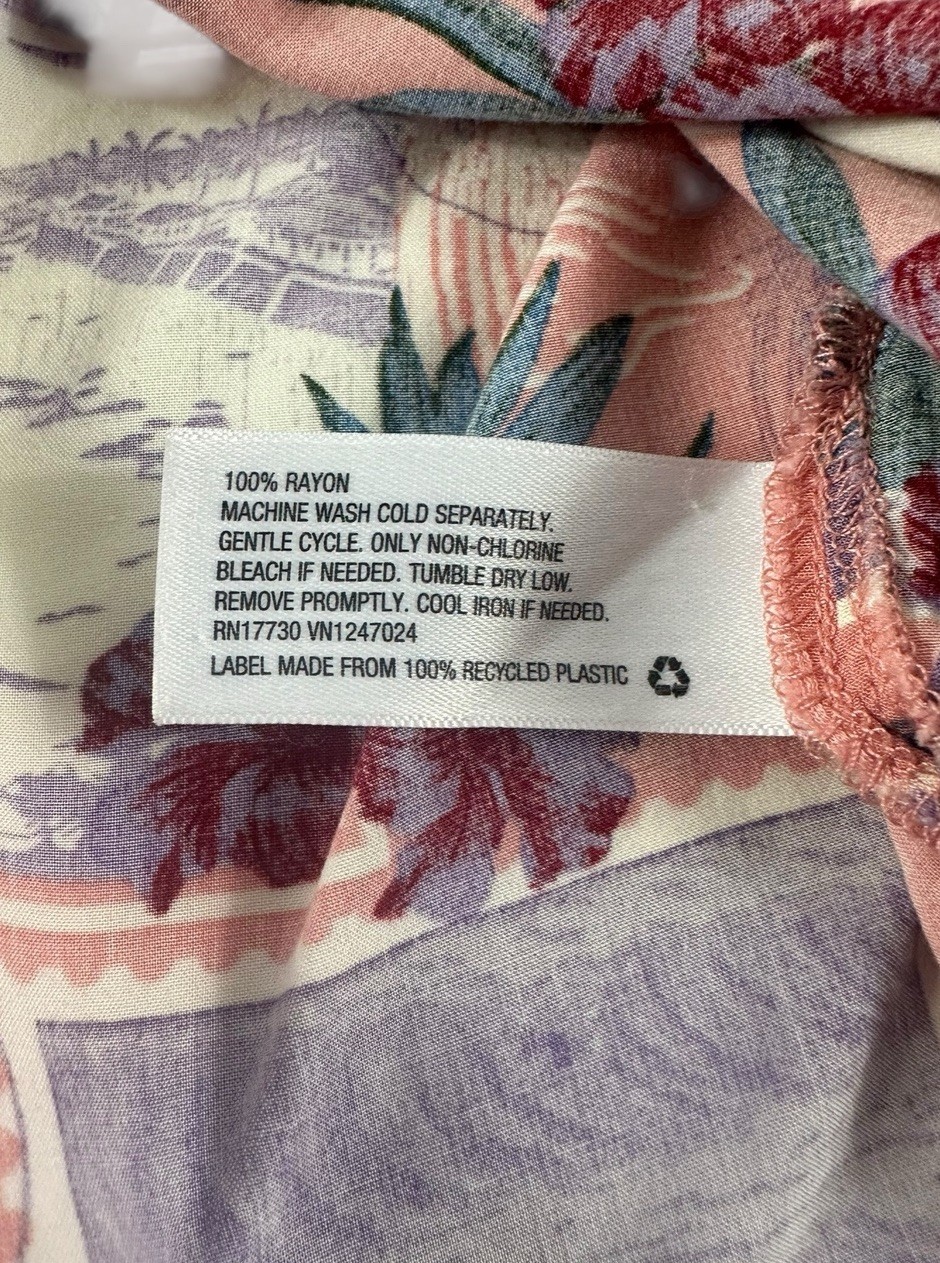 100% RAYON
MACHINE WASH COLD SEPARATELY.
GENTLE CYCLE. ONLY NON-CHLORINE
BLEACH IF NEEDED. TUMBLE DRY LOW.
REMOVE PROMPTLY. COOL IRON IF NEEDED.
RN17730 VN1247024
LABEL MADE FROM 100% RECYCLED PLASTIC